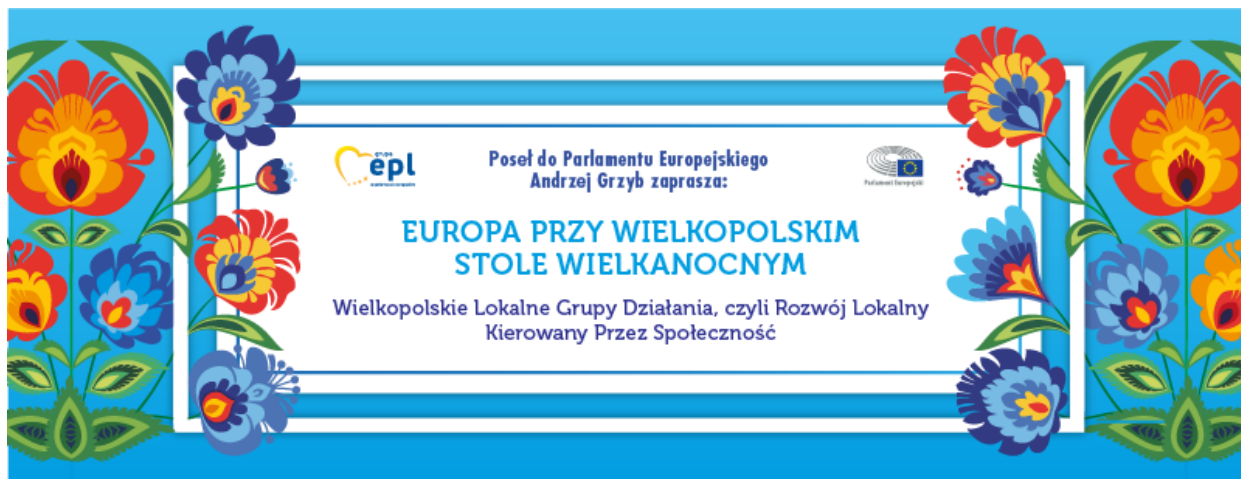 grupa
epl
Poseł do Parlamentu Europejskiego
Andrzej Grzyb zaprasza:
Parlament Europejski
EUROPA PRZY WIELKOPOLSKIM
STOLE WIELKANOCNYM
Wielkopolskie Lokalne Grupy Działania, czyli Rozwój Lokalny
Kierowany Przez Społeczność